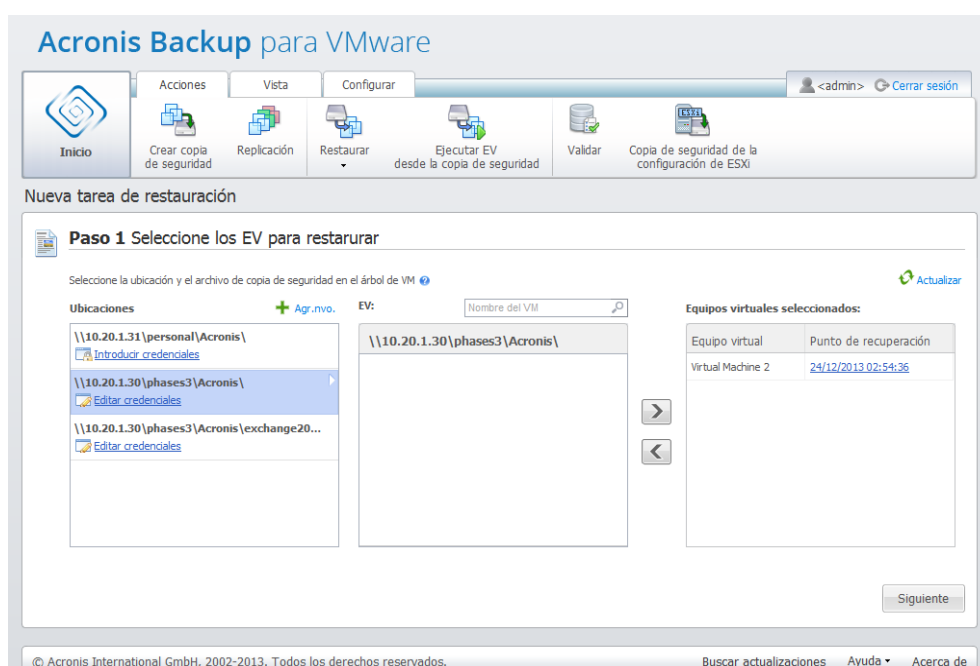 Acronis Backup para VMware
Acciones
Vista
Configurar
<admin>
Cerrar sesión
Inicio
Crear copia
de seguridad
Replicación
Restaurar
Ejecutar EV
desde la copia de seguridad
Validar
Copia de seguridad de la
configuración de ESXi
Nueva tarea de restauración
Paso 1 Seleccione los EV para restarurar
Seleccione la ubicación y el archivo de copia de seguridad en el árbol de VM
Actualizar
Ubicaciones
Agr.nvo.
EV:
Nombre del VM
Equipos virtuales seleccionados:
\\10.20.1.31\personal\Acronis\
Introducir credenciales
\\10.20.1.30\phases3\Acronis\
Editar credenciales
\\10.20.1.30\phases3\Acronis\exchange20...
Editar credenciales
\\10.20.1.30\phases3\Acronis\
Equipo virtual
Punto de recuperación
Virtual Machine 2
24/12/2013 02:54:36
Siguiente
© Acronis International GmbH, 2002-2013. Todos los derechos reservados.
Buscar actualizaciones
Ayuda
Acerca de